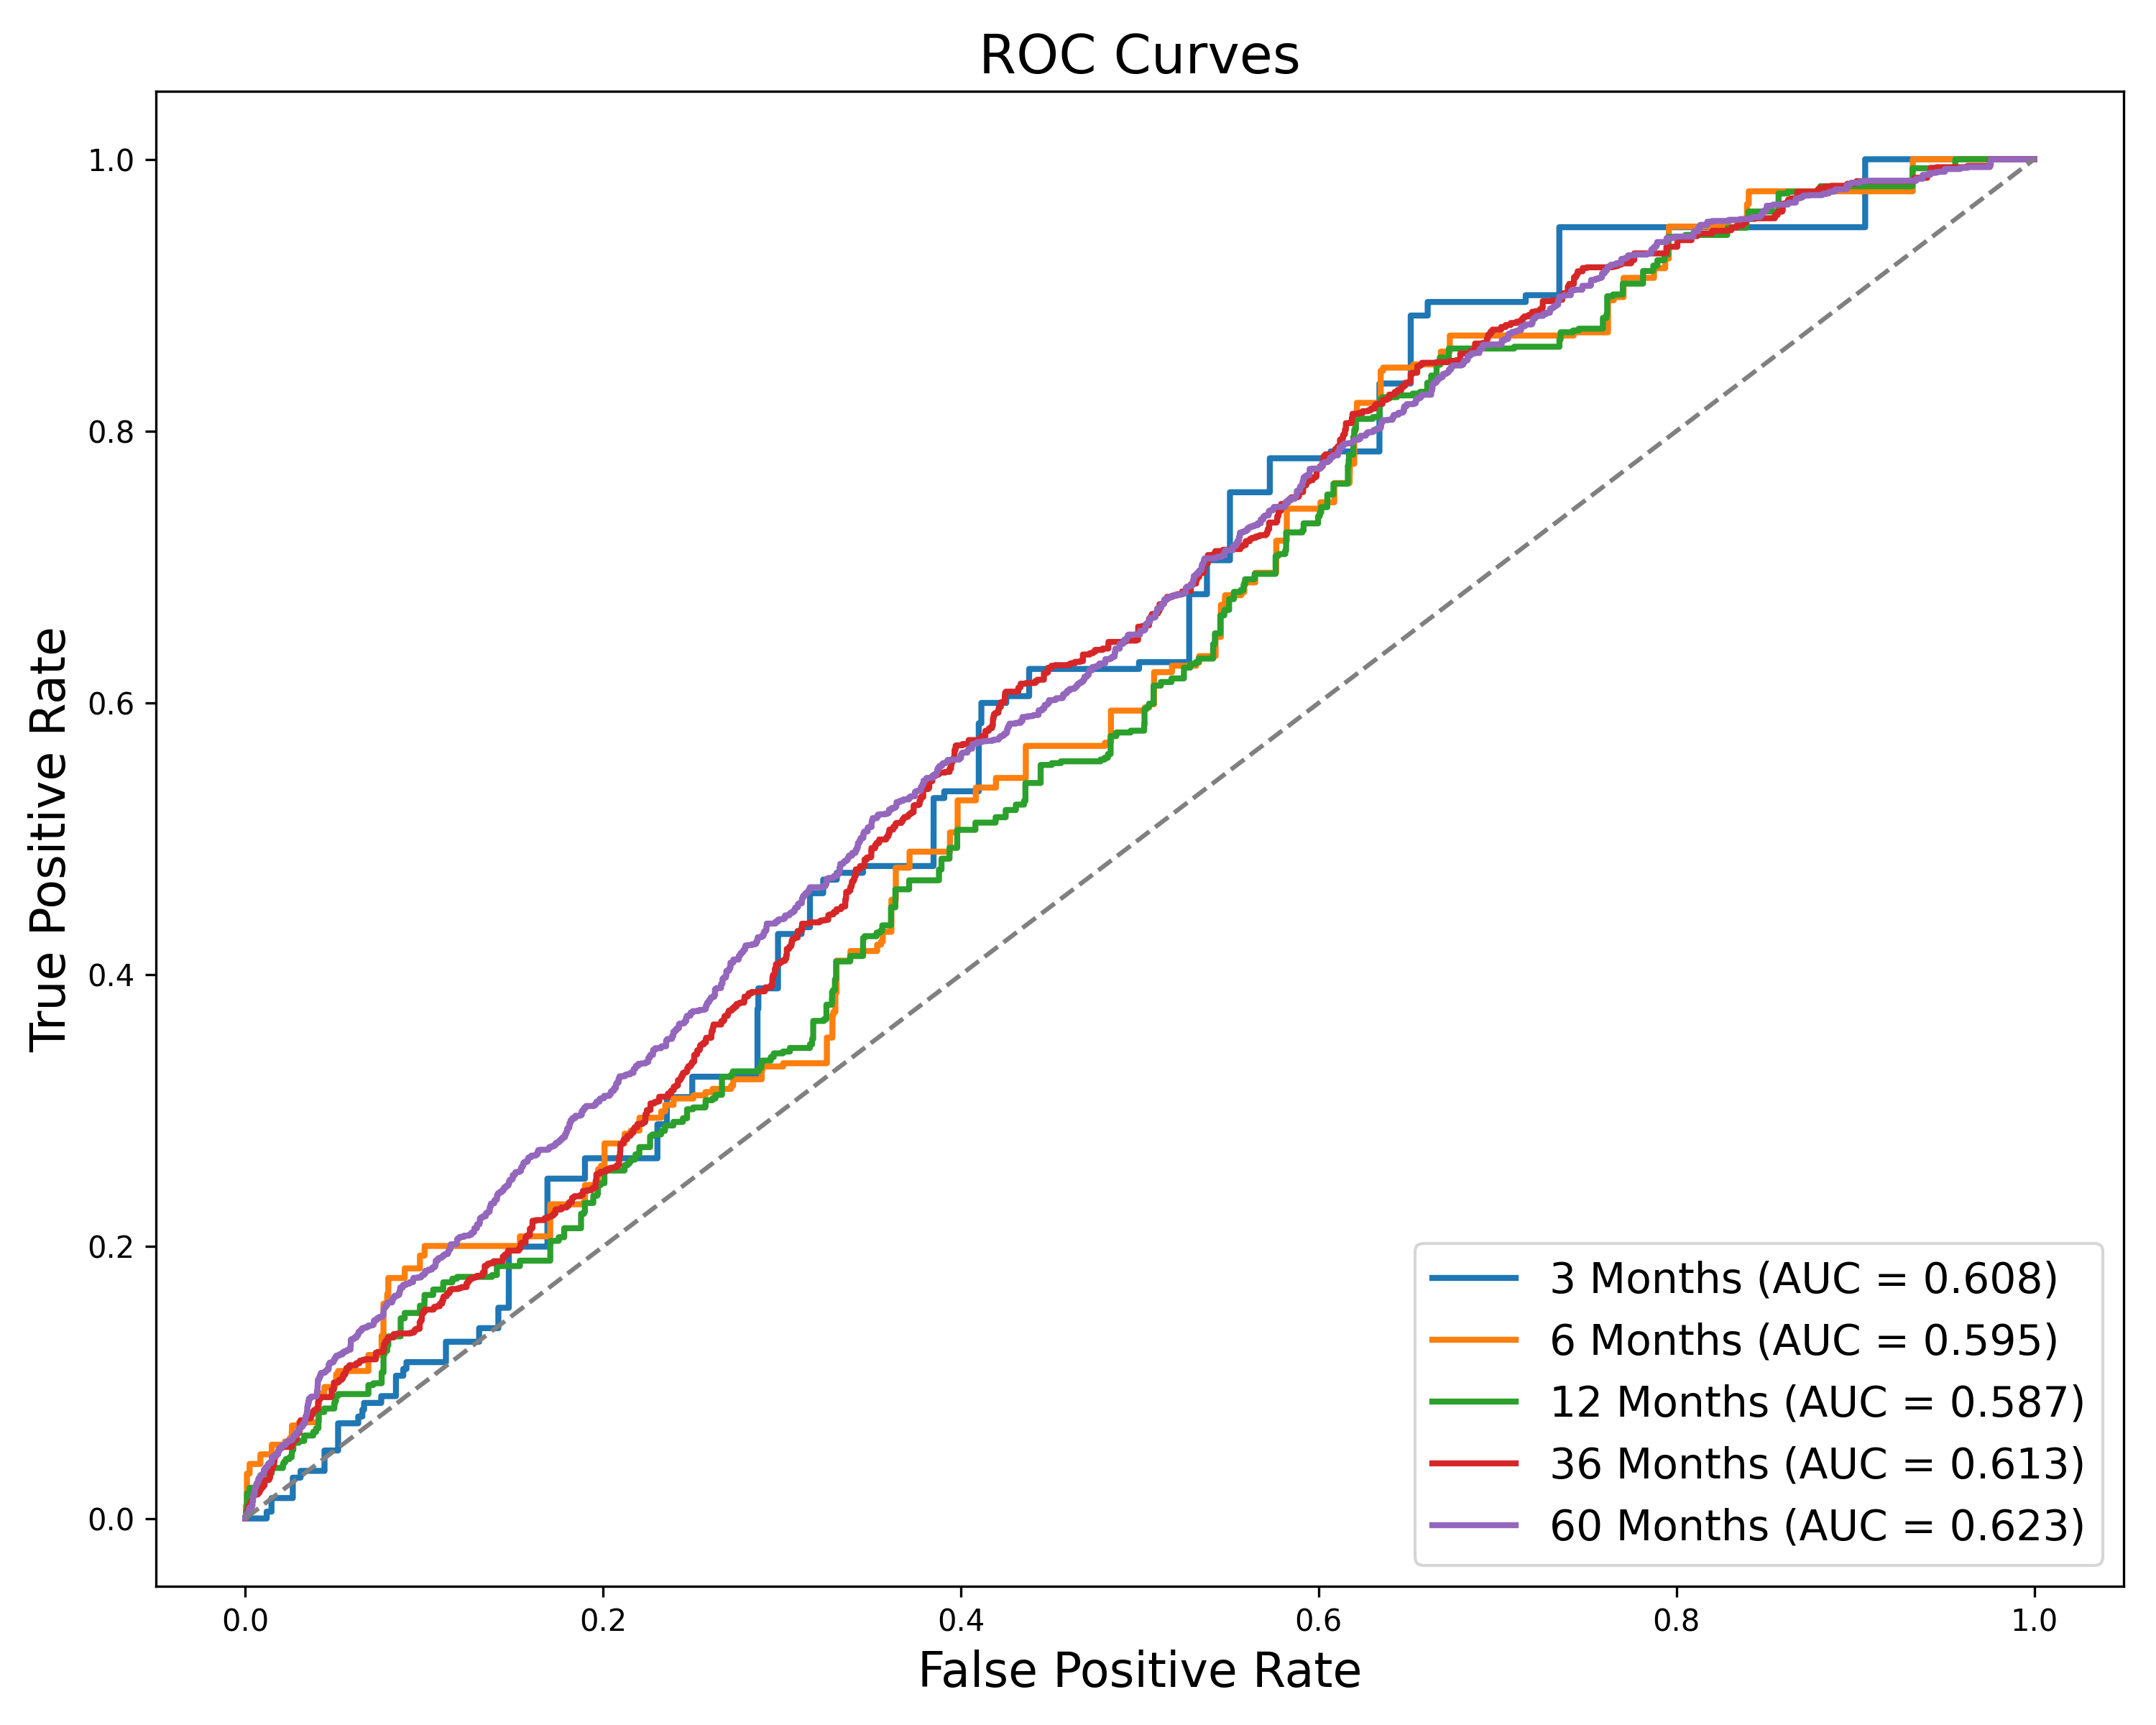 ROC Curves
True Positive Rate
1.0
0.8
0.6
0.4
0.2
0.0
0.0 0.2 0.4 0.6 0.8 1.0
False Positive Rate
3 Months (AUC = 0.608)
6 Months (AUC = 0.595)
12 Months (AUC = 0.587)
36 Months (AUC = 0.613)
60 Months (AUC = 0.623)